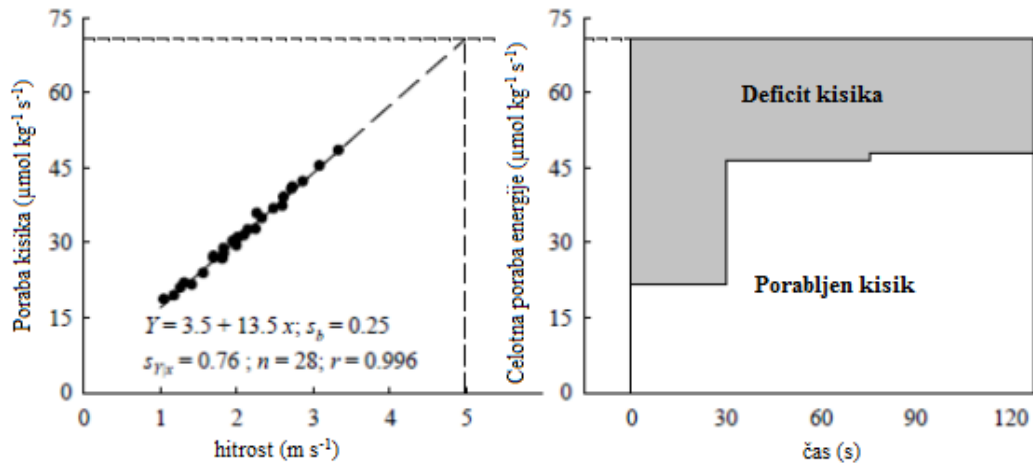 75
60
45
30
15
0
Poraba kisika (µmol kg-1 s-1)
Y = 3.5 + 13.5 x; sb = 0.25
sY|x = 0.76 ; n = 28; r = 0.996
0 1 2 3 4 5
hitrost (m s-1)
75
60
45
30
15
0
Celotna poraba energije (µmol kg-1 s-1)
Deficit kisika
Porabljen kisik
0 30 60 90 120
čas (s)